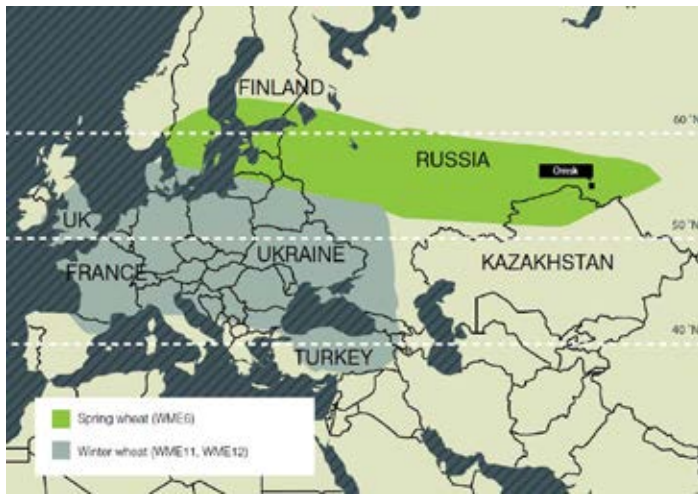 FINLAND
60°N
RUSSIA
Omsk
UK
50°N
FRANCE
UKRAINE
KAZAKHSTAN
40°N
TURKEY
Spring wheat (WME6)
Winter wheat (WME11, WME12)